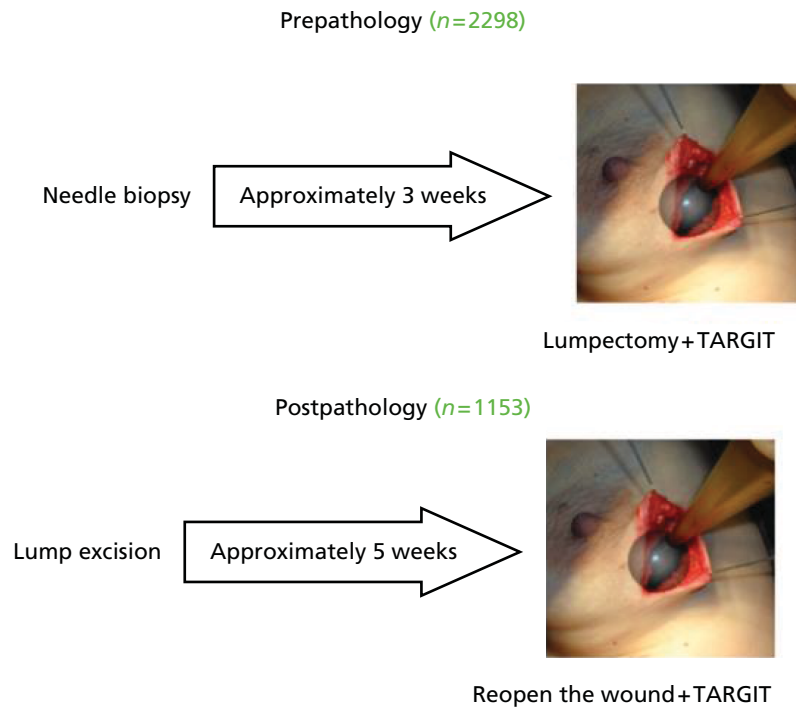 Prepathology (n=2298)
Needle biopsy
Approximately 3 weeks
Lumpectomy+TARGIT
Postpathology (n=1153)
Lump excision
Approximately 5 weeks
Reopen the wound+TARGIT